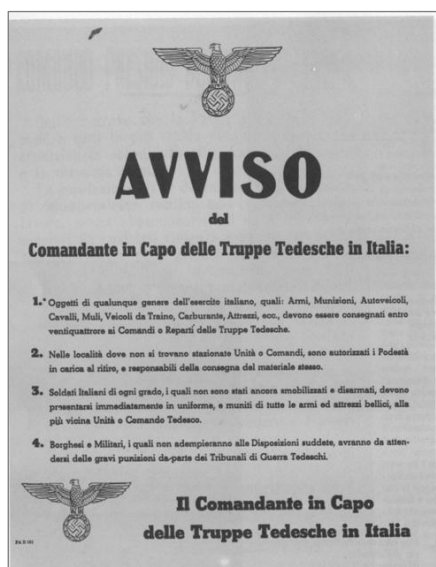 AVVISO
del
Comandante in Capo delle Truppe Tedesche in Italia:
1. Oggetti di qualunque genere dell'esercito italiano, quali: Armi, Munizioni, Autoveicoli,
Cavalli, Muli, Veicoli da Traino, Carburante, Attrezzi, ecc., devono essere consegnati entro
ventiquattrore ai Comandi o Reparti delle Truppe Tedesche.
2. Nelle località dove non si trovano stazionate Unità o Comandi, sono autorizzati i Podestà
in carica al ritiro, e responsabili della consegna del materiale stesso.
3. Soldati Italiani di ogni grado, i quali non sono stati ancora smobilizzati e disarmati, devono
presentarsi immediatamente in uniforme, e muniti di tutte le armi ed attrezzi bellici, alla
più vicina Unità o Comando Tedesco.
4. Borghesi e Militari, i quali non adempieranno alle Disposizioni suddette, avranno da atten-
dersi delle gravi punizioni da parte dei Tribunali di Guerra Tedeschi.
Il Comandante in Capo
delle Truppe Tedesche in Italia